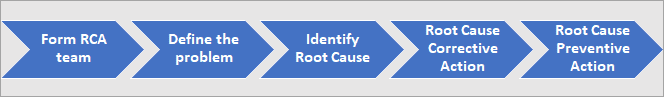 Form RCA
team
Define the
problem
Identify
Root Cause
Root Cause
Corrective
Action
Root Cause
Preventive
Action